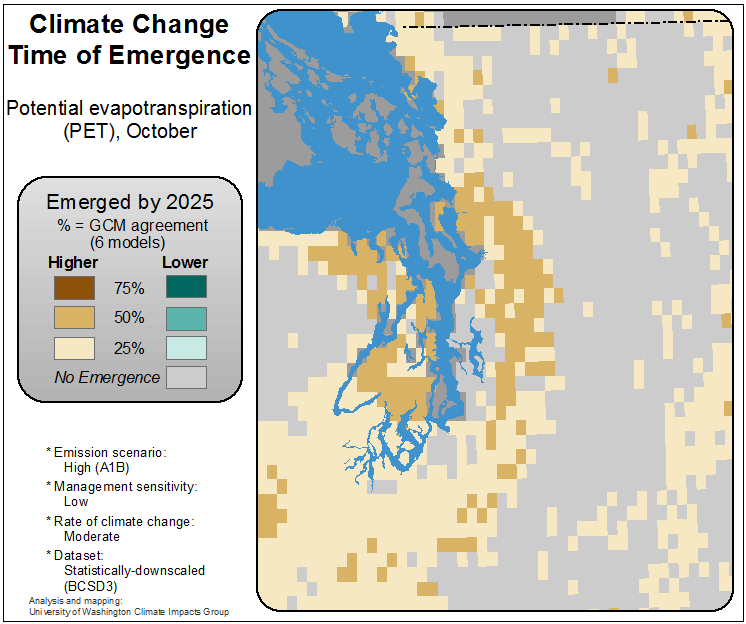 Climate Change
Time of Emergence
Potential evapotranspiration
(PET), October
Emerged by 2025
% = GCM agreement
(6 models)
Higher Lower
75%
50%
25%
No Emergence
* Emission scenario:
High (A1B)
* Management sensitivity:
Low
* Rate of climate change:
Moderate
* Dataset:
Statistically-downscaled
(BCSD3)
Analysis and mapping:
University of Washington Climate Impacts Group